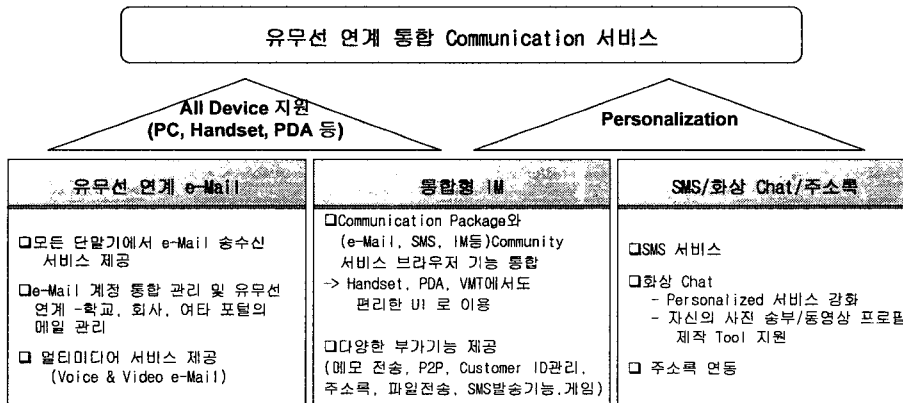 유무선 연계 통합 Communication 서비스
All Device 지원
(PC, Handset, PDA 등)
Personalization
유무선 연계 e-Mail
❑모든 단말기에서 e-Mail 송수신
서비스 제공
❑e-Mail 계정 통합 관리 및 유무선
연계 -학교, 회사, 여타 포털의
메일 관리
❑ 멀티미디어 서비스 제공
(Voice & Video e-Mail)
통합형 IM
❑Communication Package와
(e-Mail, SMS, IM등)Community
서비스 브라우저 기능 통합
-> Handset, PDA, VMT에서도
편리한 UI 로 이용
❑다양한 부가기능 제공
(메모 전송, P2P, Customer ID관리,
주소록, 파일전송, SMS발송기능.게임)
SMS/화상 Chat/주소록
❑SMS 서비스
❑화상 Chat
- Personalized 서비스 강화
- 자신의 사진 송부/동영상 프로필
제작 Tool 지원
❑ 주소록 연동